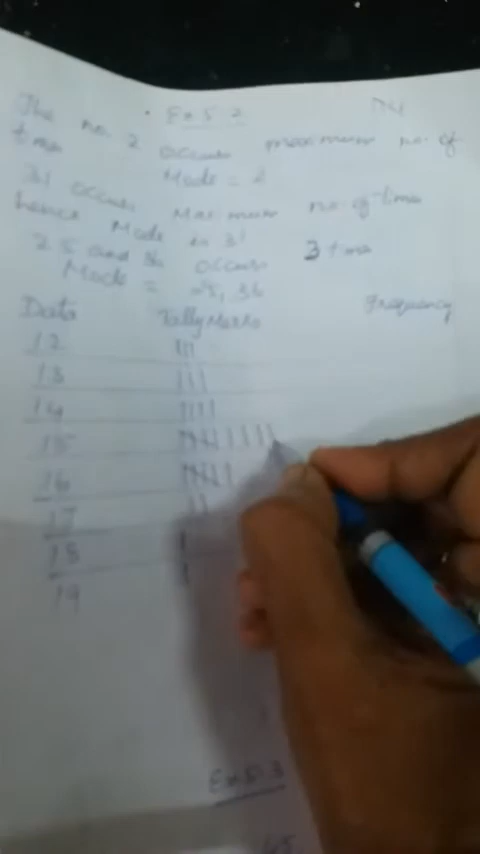 Ex 5.2
The no. 2 occurs maximum no. of
times
Mode = 2
31 occurs Maximum no. of times
hence Mode is 31
25 and 36 occurs 3 times
Mode = 25, 36
Data Tally Marks Frequency
12 |||
13 |||
14 ||||
15
16
17 ||
18 |
19 |
Ex 5.3